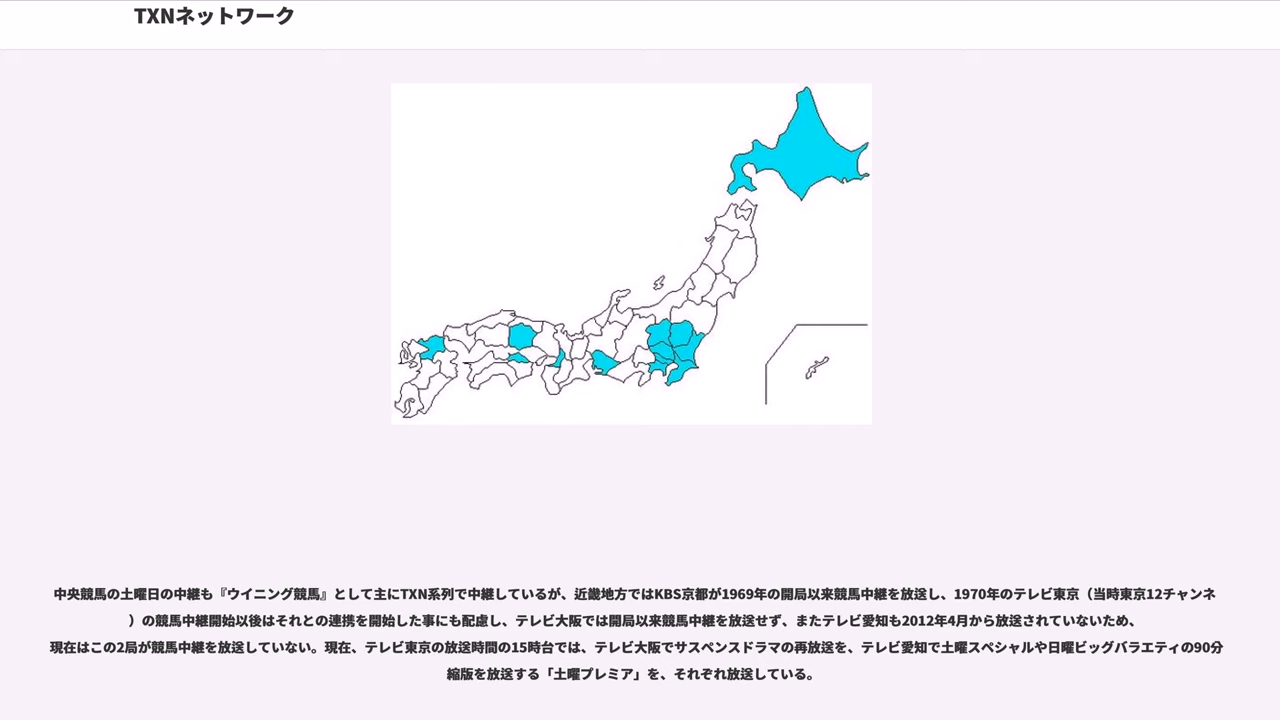 TXNネットワーク
中央競馬の土曜日の中継も『ウイニング競馬』として主にTXN系列で中継しているが、近畿地方ではKBS京都が1969年の開局以来競馬中継を放送し、1970年のテレビ東京（当時東京12チャンネ
）の競馬中継開始以後はそれとの連携を開始した事にも配慮し、テレビ大阪では開局以来競馬中継を放送せず、またテレビ愛知も2012年4月から放送されていないため、
現在はこの2局が競馬中継を放送していない。現在、テレビ東京の放送時間の15時台では、テレビ大阪でサスペンスドラマの再放送を、テレビ愛知で土曜スペシャルや日曜ビッグバラエティの90分
縮版を放送する「土曜プレミア」を、それぞれ放送している。